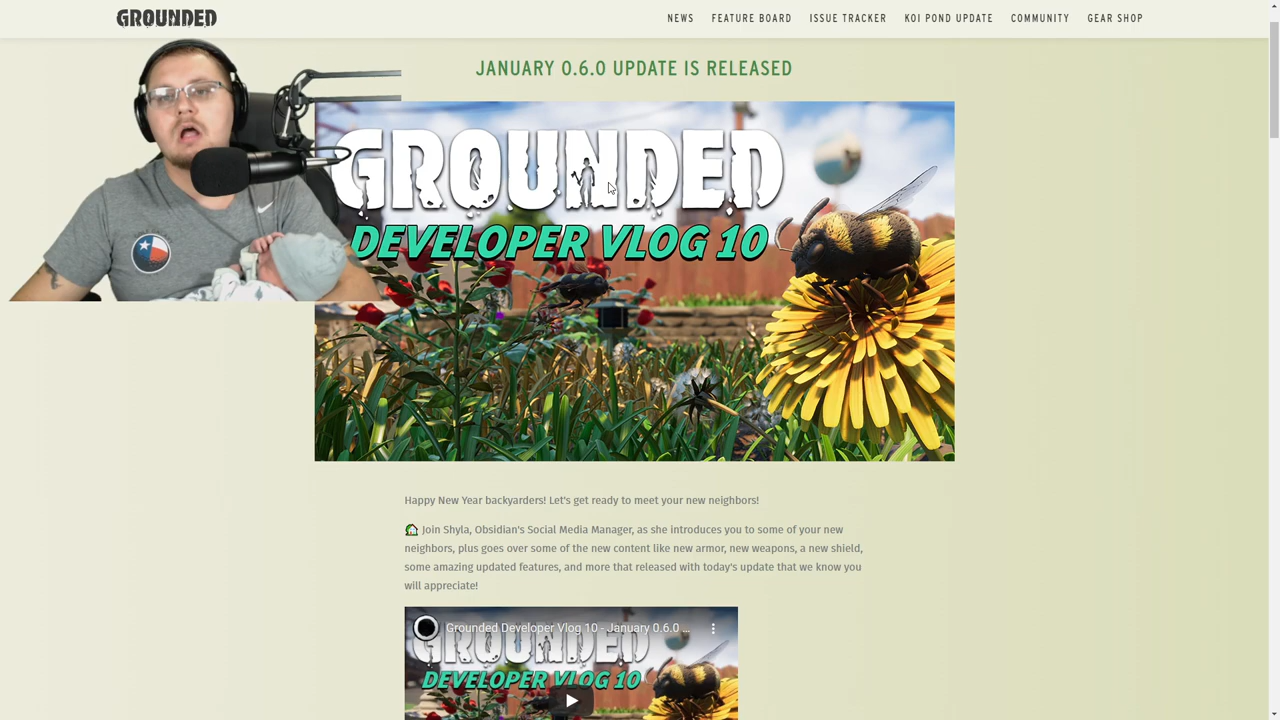 GROUNDED
NEWS FEATURE BOARD ISSUE TRACKER KOI POND UPDATE COMMUNITY GEAR SHOP
JANUARY 0.6.0 UPDATE IS RELEASED
GROUNDED
DEVELOPER VLOG 10
Happy New Year backyarders! Let's get ready to meet your new neighbors!
Join Shyla, Obsidian's Social Media Manager, as she introduces you to some of your new
neighbors, plus goes over some of the new content like new armor, new weapons, a new shield,
some amazing updated features, and more that released with today's update that we know you
will appreciate!
Grounded Developer Vlog 10 - January 0.6.0 ...
GROUNDED
DEVELOPER VLOG 10